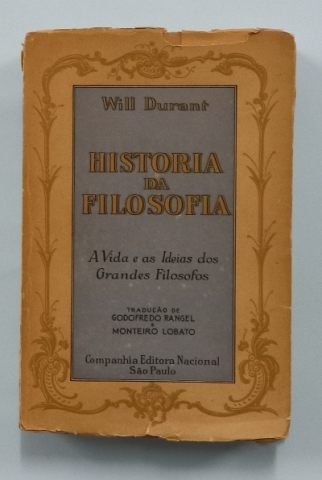 Will Durant
HISTORIA
DA
FILOSOFIA
A Vida e as Ideias dos
Grandes Filosofos
TRADUÇÃO DE
GODOFREDO RANGEL
E
MONTEIRO LOBATO
Companhia Editora Nacional
São Paulo